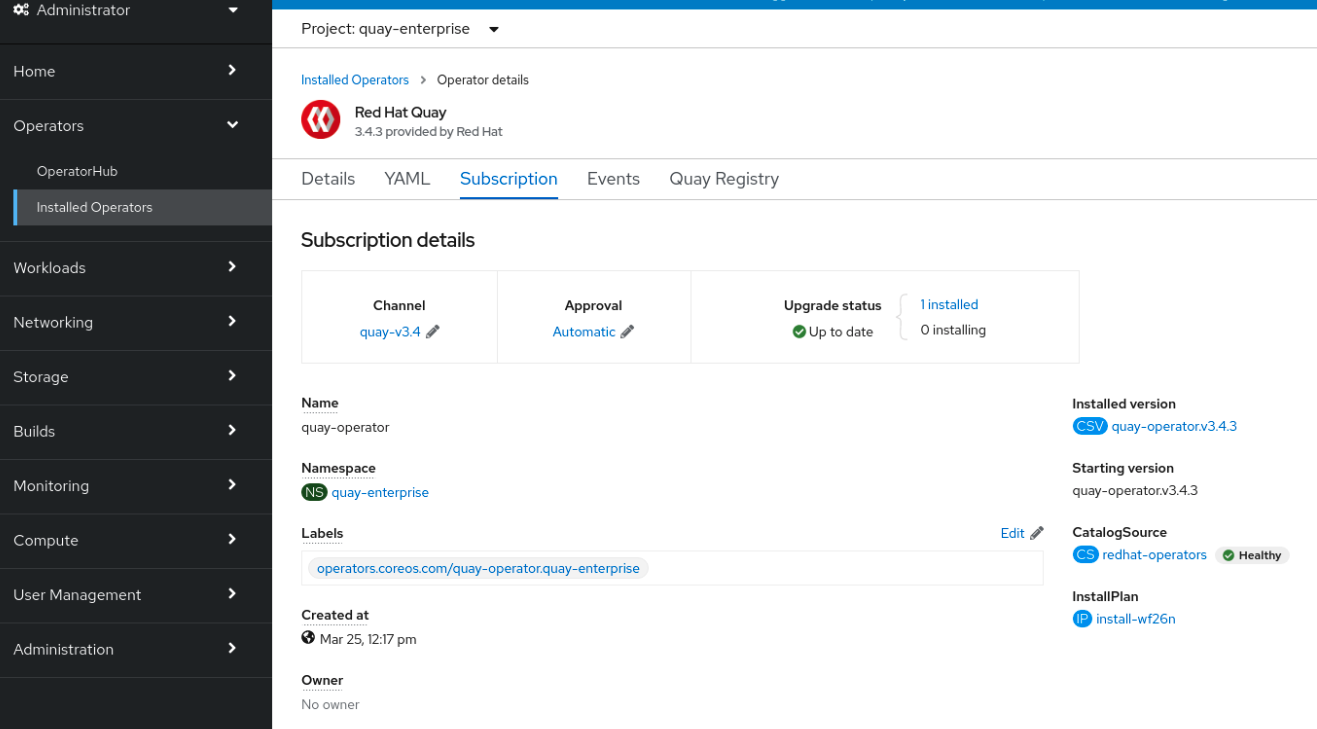 Administrator
Home
Operators
OperatorHub
Installed Operators
Workloads
Networking
Storage
Builds
Monitoring
Compute
User Management
Administration
Project: quay-enterprise
Installed Operators > Operator details
Red Hat Quay
3.4.3 provided by Red Hat
Details YAML Subscription Events Quay Registry
Subscription details
Channel
quay-v3.4
Approval
Automatic
Upgrade status
Up to date
1 installed
0 installing
Name
quay-operator
Namespace
NS quay-enterprise
Labels
Edit
operators.coreos.com/quay-operator.quay-enterprise
Created at
Mar 25, 12:17 pm
Owner
No owner
Installed version
CSV quay-operator.v3.4.3
Starting version
quay-operator.v3.4.3
CatalogSource
CS redhat-operators Healthy
InstallPlan
IP install-wf26n